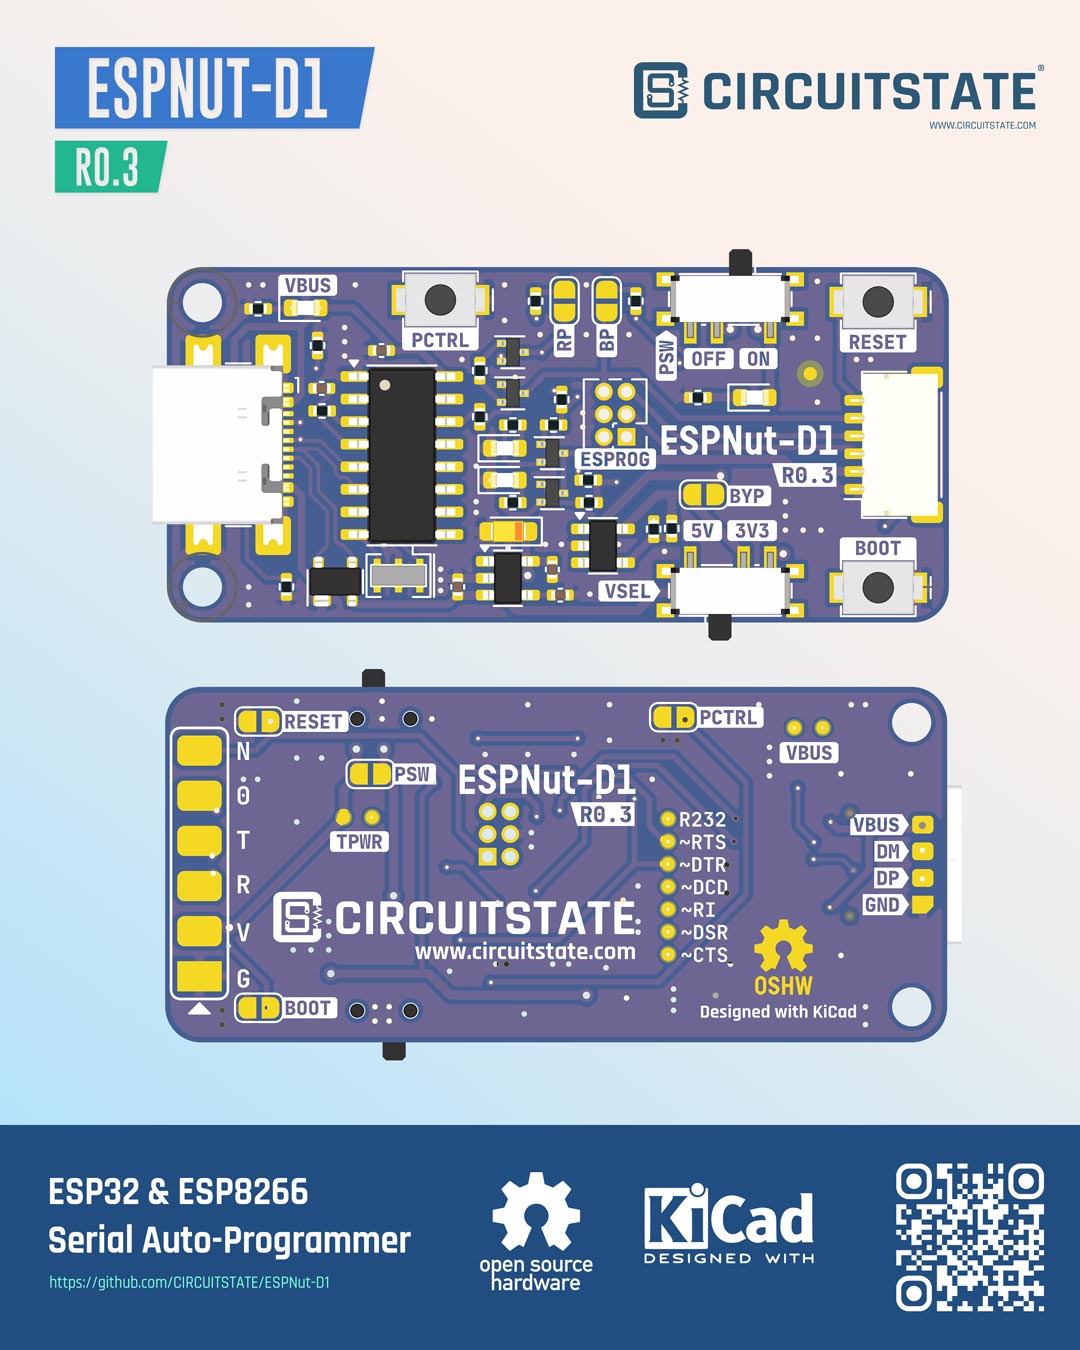 ESPNUT-D1
R0.3
CIRCUITSTATE®
WWW.CIRCUITSTATE.COM
VBUS
PCTRL
RP
BP
PSW
OFF ON
RESET
ESPROG
ESPNut-D1
R0.3
BYP
5V 3V3
VSEL
BOOT
RESET
PCTRL
VBUS
N
0
T
R
V
G
PSW
TPWR
ESPNut-D1
R0.3
R232
~RTS
~DTR
~DCD
~RI
~DSR
~CTS
VBUS
DM
DP
GND
CIRCUITSTATE
www.circuitstate.com
OSHW
Designed with KiCad
BOOT
ESP32 & ESP8266
Serial Auto-Programmer
https://github.com/CIRCUITSTATE/ESPNut-D1
open source
hardware
KiCad
DESIGNED WITH